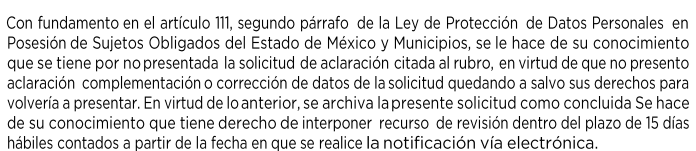 Con fundamento en el artículo 111, segundo párrafo de la Ley de Protección de Datos Personales en
Posesión de Sujetos Obligados del Estado de México y Municipios, se le hace de su conocimiento
que se tiene por no presentada la solicitud de aclaración citada al rubro, en virtud de que no presento
aclaración complementación o corrección de datos de la solicitud quedando a salvo sus derechos para
volvería a presentar. En virtud de lo anterior, se archiva la presente solicitud como concluida Se hace
de su conocimiento que tiene derecho de interponer recurso de revisión dentro del plazo de 15 días
hábiles contados a partir de la fecha en que se realice la notificación vía electrónica.